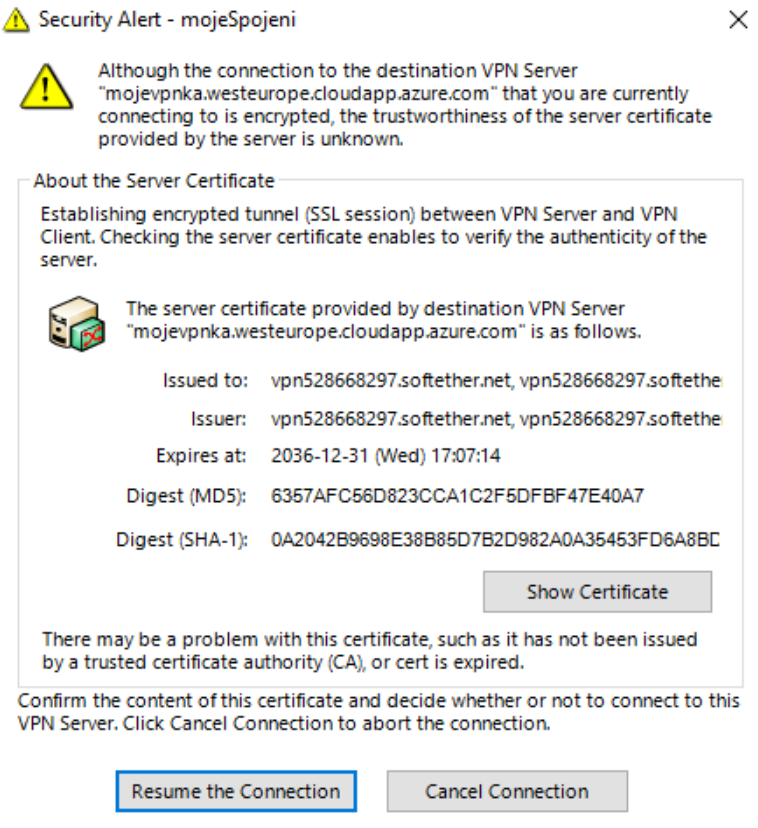 Security Alert - mojeSpojeni
Although the connection to the destination VPN Server
"mojevpnka.westeurope.cloudapp.azure.com" that you are currently
connecting to is encrypted, the trustworthiness of the server certificate
provided by the server is unknown.
About the Server Certificate
Establishing encrypted tunnel (SSL session) between VPN Server and VPN
Client. Checking the server certificate enables to verify the authenticity of the
server.
The server certificate provided by destination VPN Server
"mojevpnka.westeurope.cloudapp.azure.com" is as follows.
Issued to: vpn528668297.softether.net, vpn528668297.softethe
Issuer: vpn528668297.softether.net, vpn528668297.softethe
Expires at: 2036-12-31 (Wed) 17:07:14
Digest (MD5): 6357AFC56D823CCA1C2F5DFBF47E40A7
Digest (SHA-1): 0A2042B9698E38B85D7B2D982A0A35453FD6A8BD
Show Certificate
There may be a problem with this certificate, such as it has not been issued
by a trusted certificate authority (CA), or cert is expired.
Confirm the content of this certificate and decide whether or not to connect to this
VPN Server. Click Cancel Connection to abort the connection.
Resume the Connection
Cancel Connection